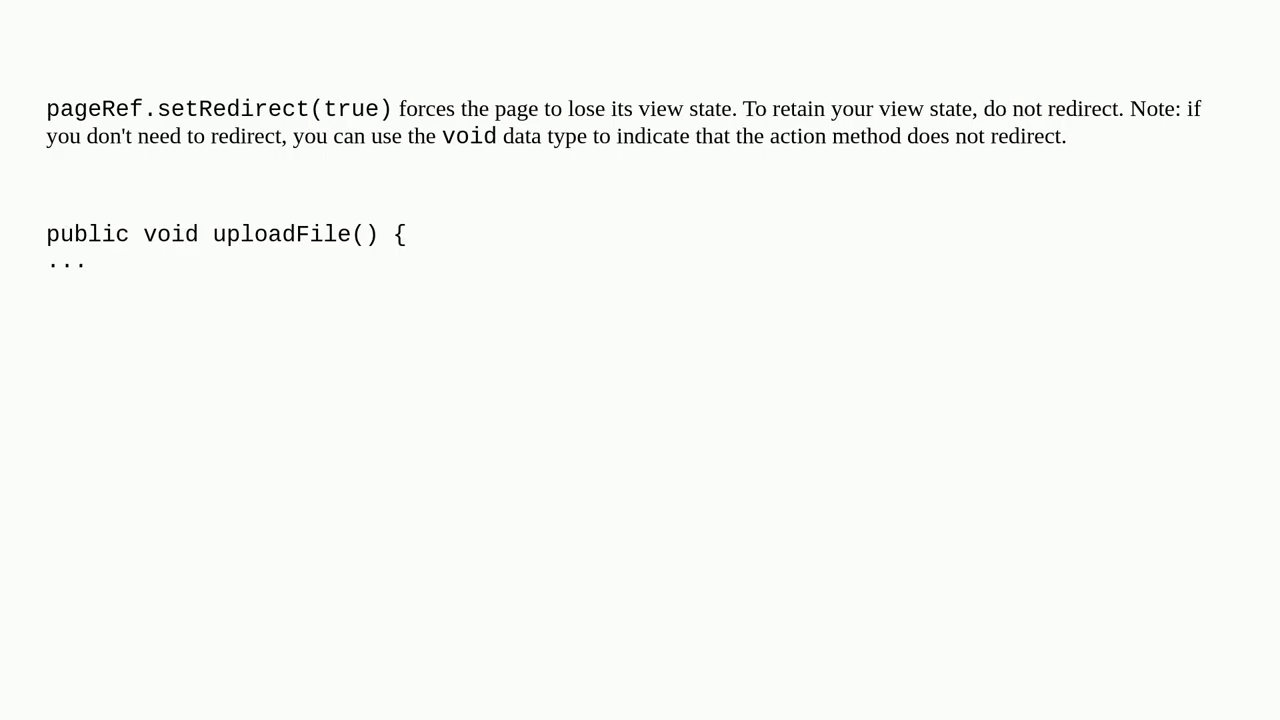 pageRef.setRedirect(true) forces the page to lose its view state. To retain your view state, do not redirect. Note: if
you don't need to redirect, you can use the void data type to indicate that the action method does not redirect.
public void uploadFile() {
...